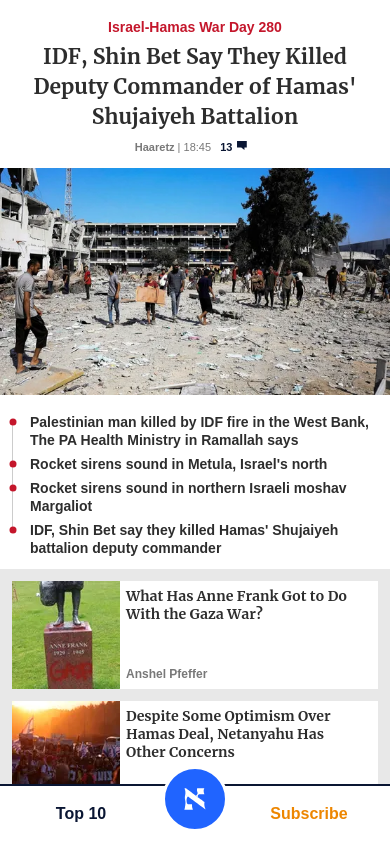 Israel-Hamas War Day 280
IDF, Shin Bet Say They Killed
Deputy Commander of Hamas'
Shujaiyeh Battalion
Haaretz | 18:45 13
Palestinian man killed by IDF fire in the West Bank,
The PA Health Ministry in Ramallah says
Rocket sirens sound in Metula, Israel's north
Rocket sirens sound in northern Israeli moshav
Margaliot
IDF, Shin Bet say they killed Hamas' Shujaiyeh
battalion deputy commander
What Has Anne Frank Got to Do
With the Gaza War?
ANNE FRANK
1929 - 1945
GAZA
Anshel Pfeffer
Despite Some Optimism Over
Hamas Deal, Netanyahu Has
Other Concerns
Top 10
Subscribe